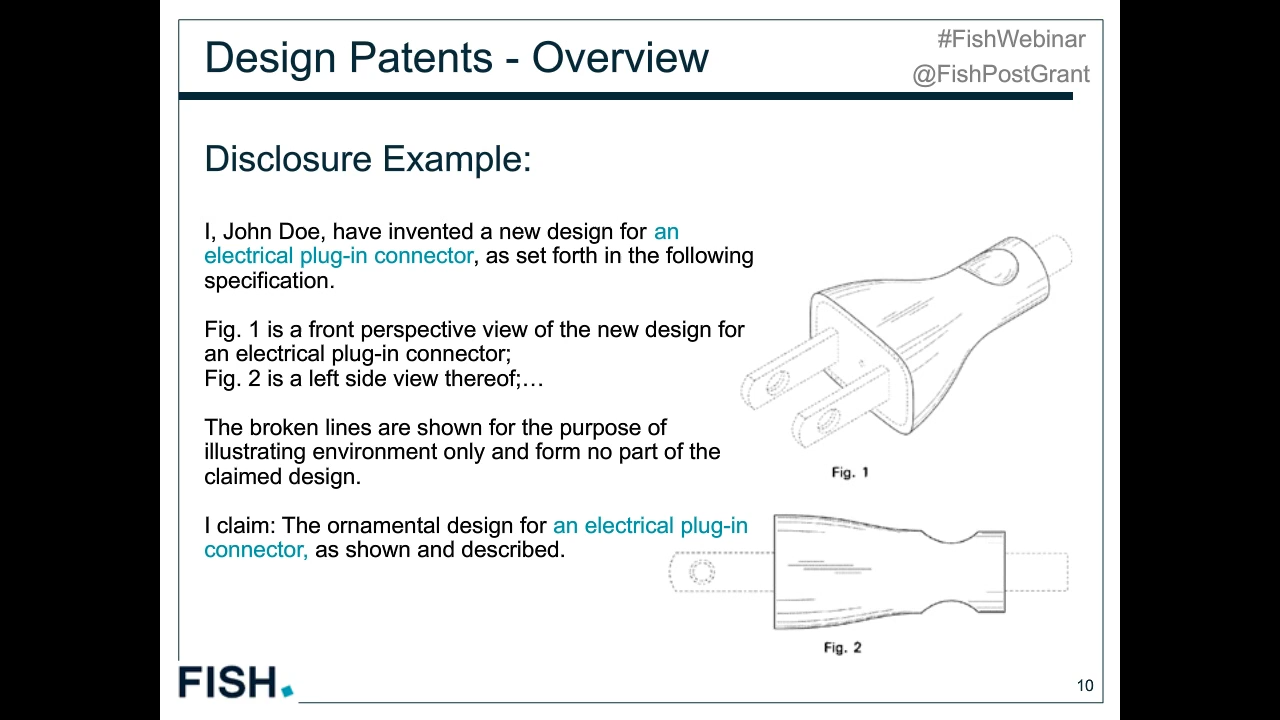 Design Patents - Overview
#FishWebinar
@FishPostGrant
Disclosure Example:
I, John Doe, have invented a new design for an
electrical plug-in connector, as set forth in the following
specification.
Fig. 1 is a front perspective view of the new design for
an electrical plug-in connector;
Fig. 2 is a left side view thereof;…
The broken lines are shown for the purpose of
illustrating environment only and form no part of the
claimed design.
I claim: The ornamental design for an electrical plug-in
connector, as shown and described.
Fig. 1
Fig. 2
FISH.
10